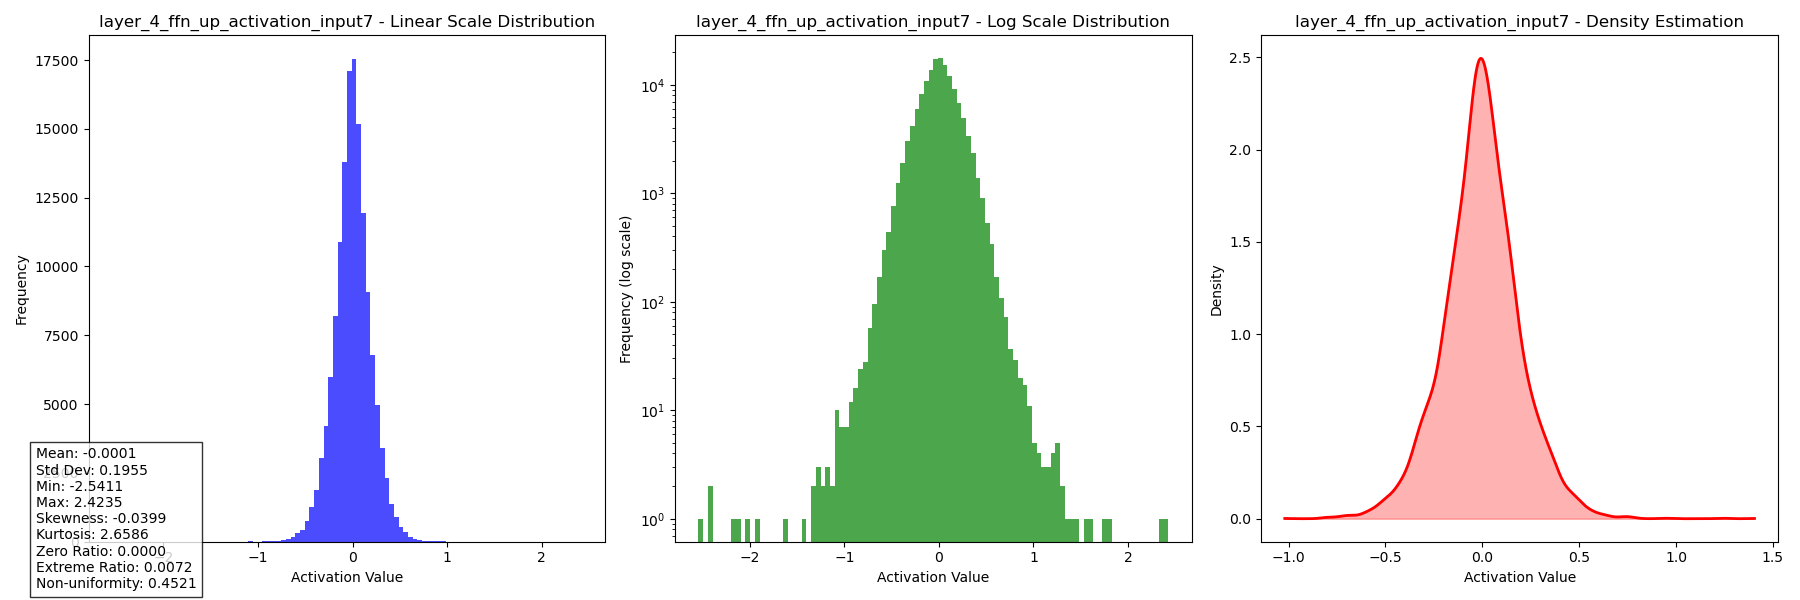 layer_4_ffn_up_activation_input7 - Linear Scale Distribution
17500
15000
12500
10000
7500
5000
Frequency
−1
0
1
2
Activation Value
Mean: -0.0001
Std Dev: 0.1955
Min: -2.5411
Max: 2.4235
Skewness: -0.0399
Kurtosis: 2.6586
Zero Ratio: 0.0000
Extreme Ratio: 0.0072
Non-uniformity: 0.4521
layer_4_ffn_up_activation_input7 - Log Scale Distribution
10⁴
10³
10²
10¹
10⁰
Frequency (log scale)
−2
−1
0
1
2
Activation Value
layer_4_ffn_up_activation_input7 - Density Estimation
2.5
2.0
1.5
1.0
0.5
0.0
Density
−1.0
−0.5
0.0
0.5
1.0
1.5
Activation Value